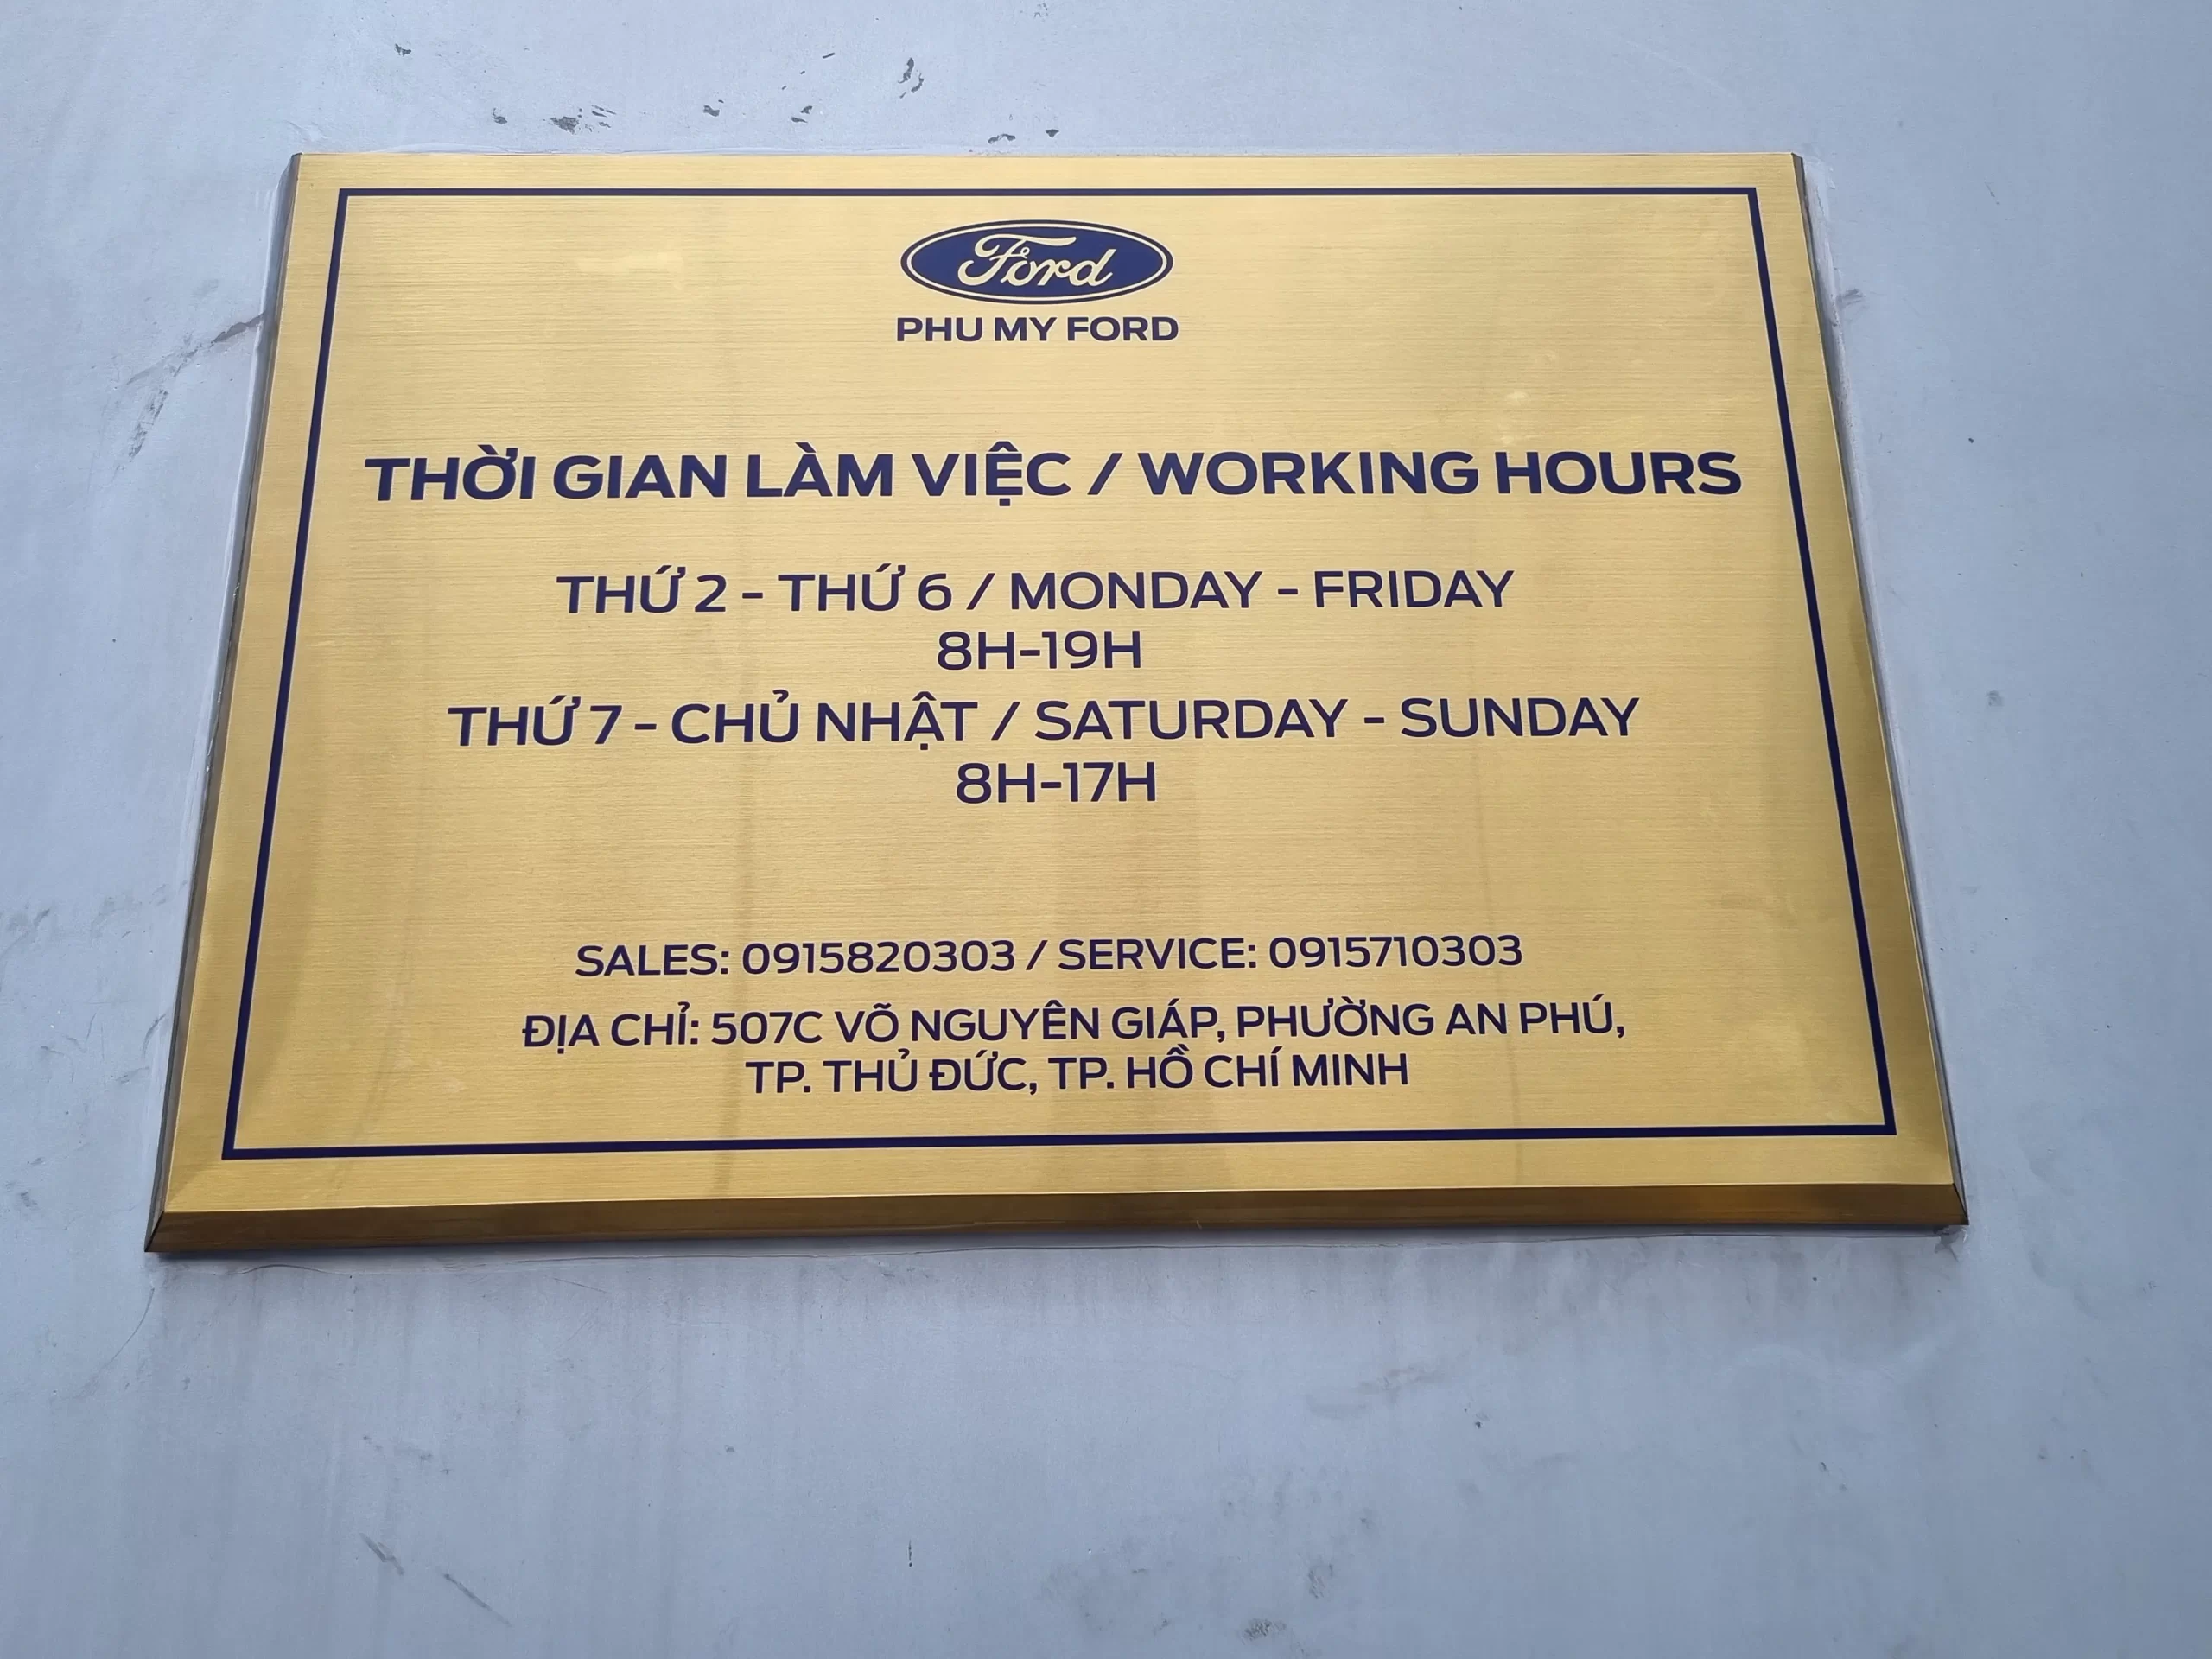 Ford
PHU MY FORD
THỜI GIAN LÀM VIỆC / WORKING HOURS
THỨ 2 - THỨ 6 / MONDAY - FRIDAY
8H-19H
THỨ 7 - CHỦ NHẬT / SATURDAY - SUNDAY
8H-17H
SALES: 0915820303 / SERVICE: 0915710303
ĐỊA CHỈ: 507C VÕ NGUYÊN GIÁP, PHƯỜNG AN PHÚ,
TP. THỦ ĐỨC, TP. HỒ CHÍ MINH